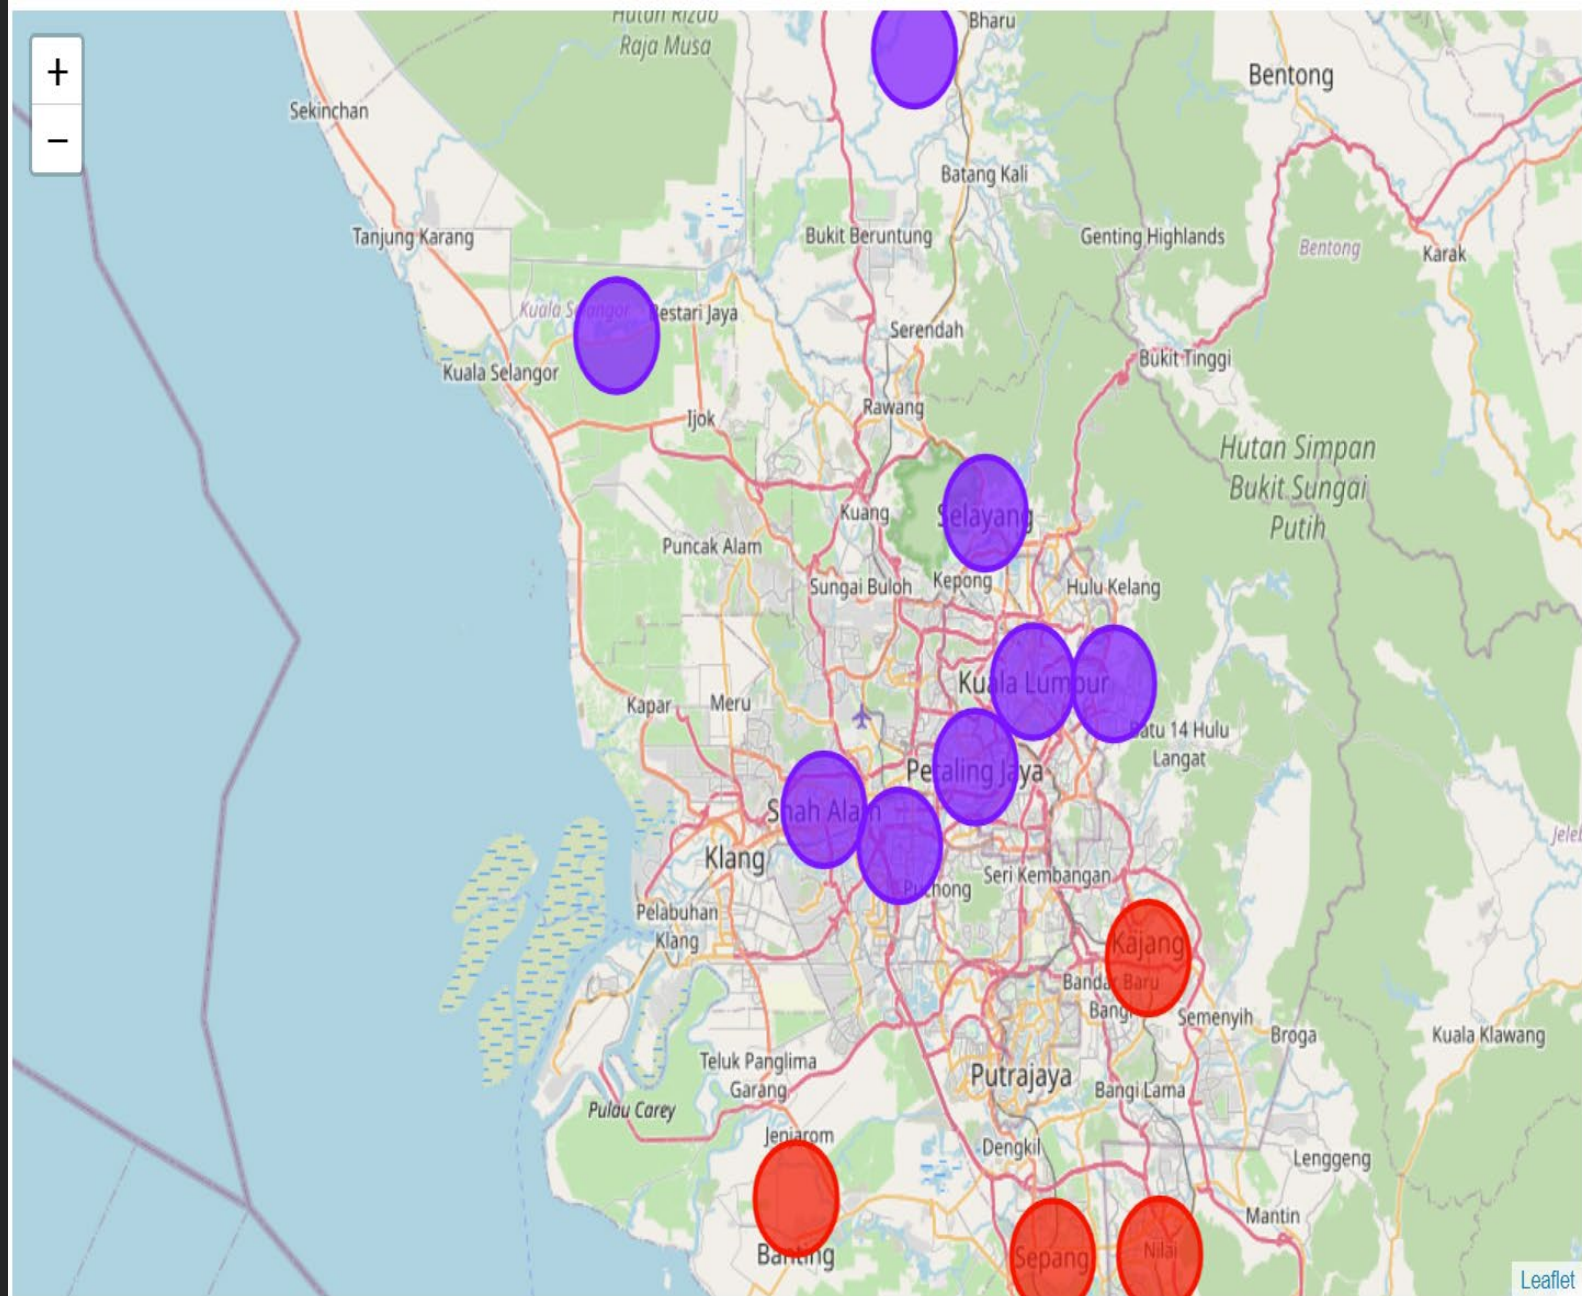 Hutan Rizab
Raja Musa
Bharu
Bentong
+
−
Sekinchan
Batang Kali
Tanjung Karang
Bukit Beruntung
Genting Highlands
Bentong
Karak
Kuala Selangor
Bestari Jaya
Serendah
Bukit Tinggi
Kuala Selangor
Ijok
Rawang
Hutan Simpan
Bukit Sungai
Putih
Kuang
Selayang
Puncak Alam
Sungai Buloh
Kepong
Hulu Kelang
Kapar
Meru
Kuala Lumpur
Batu 14 Hulu
Langat
Petaling Jaya
Shah Alam
Klang
Puchong
Seri Kembangan
Pelabuhan
Klang
Kajang
Bandar Baru
Bangi
Semenyih
Broga
Kuala Klawang
Teluk Panglima
Garang
Putrajaya
Bangi Lama
Pulau Carey
Jenjarom
Dengkil
Lenggeng
Mantin
Banting
Sepang
Nilai
Leaflet